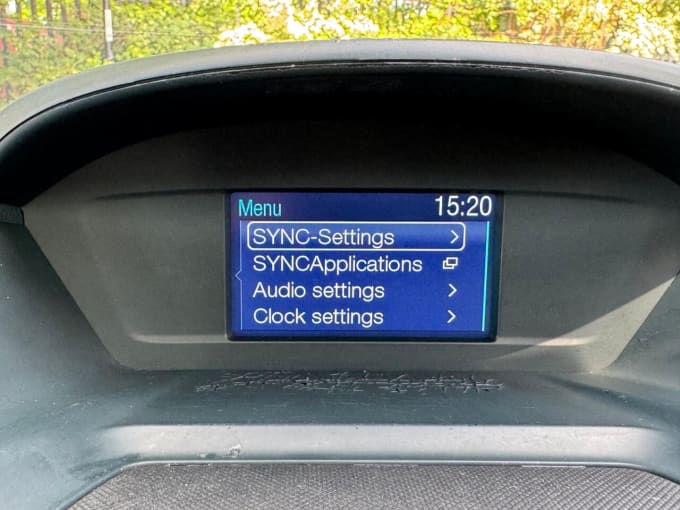 Menu 15:20
SYNC-Settings
SYNCApplications
Audio settings
Clock settings